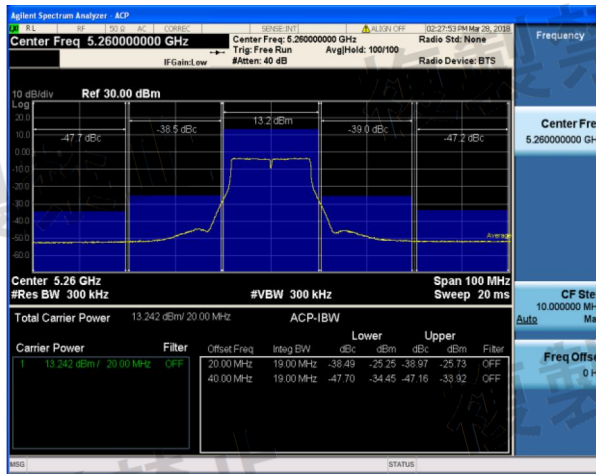 Agilent Spectrum Analyzer - ACP
RL RF 50 Ω AC CORREC SENSE:INT ALIGN OFF 02:27:53 PM Mar 28, 2018
Center Freq 5.260000000 GHz
Center Freq: 5.260000000 GHz
Radio Std: None
Trig: Free Run Avg|Hold: 100/100
IFGain:Low #Atten: 40 dB Radio Device: BTS
Frequency
10 dB/div Ref 30.00 dBm
Log
20.0
10.0
0.00
-10.0
-20.0
-30.0
-40.0
-50.0
-60.0
-47.7 dBc
-38.5 dBc
13.2 dBm
-39.0 dBc
-47.2 dBc
Average
Center Fre
5.260000000 GH
Center 5.26 GHz Span 100 MHz
#Res BW 300 kHz #VBW 300 kHz Sweep 20 ms
CF Ste
10.000000 MH
Auto Ma
Freq Offse
0 H
Total Carrier Power 13.242 dBm/ 20.00 MHz ACP-IBW
Lower Upper
Carrier Power Filter Offset Freq Integ BW dBc dBm dBc dBm Filter
1 13.242 dBm / 20.00 MHz OFF
20.00 MHz 19.00 MHz -38.49 -25.25 -38.97 -25.73 OFF
40.00 MHz 19.00 MHz -47.70 -34.45 -47.16 -33.92 OFF
MSG STATUS